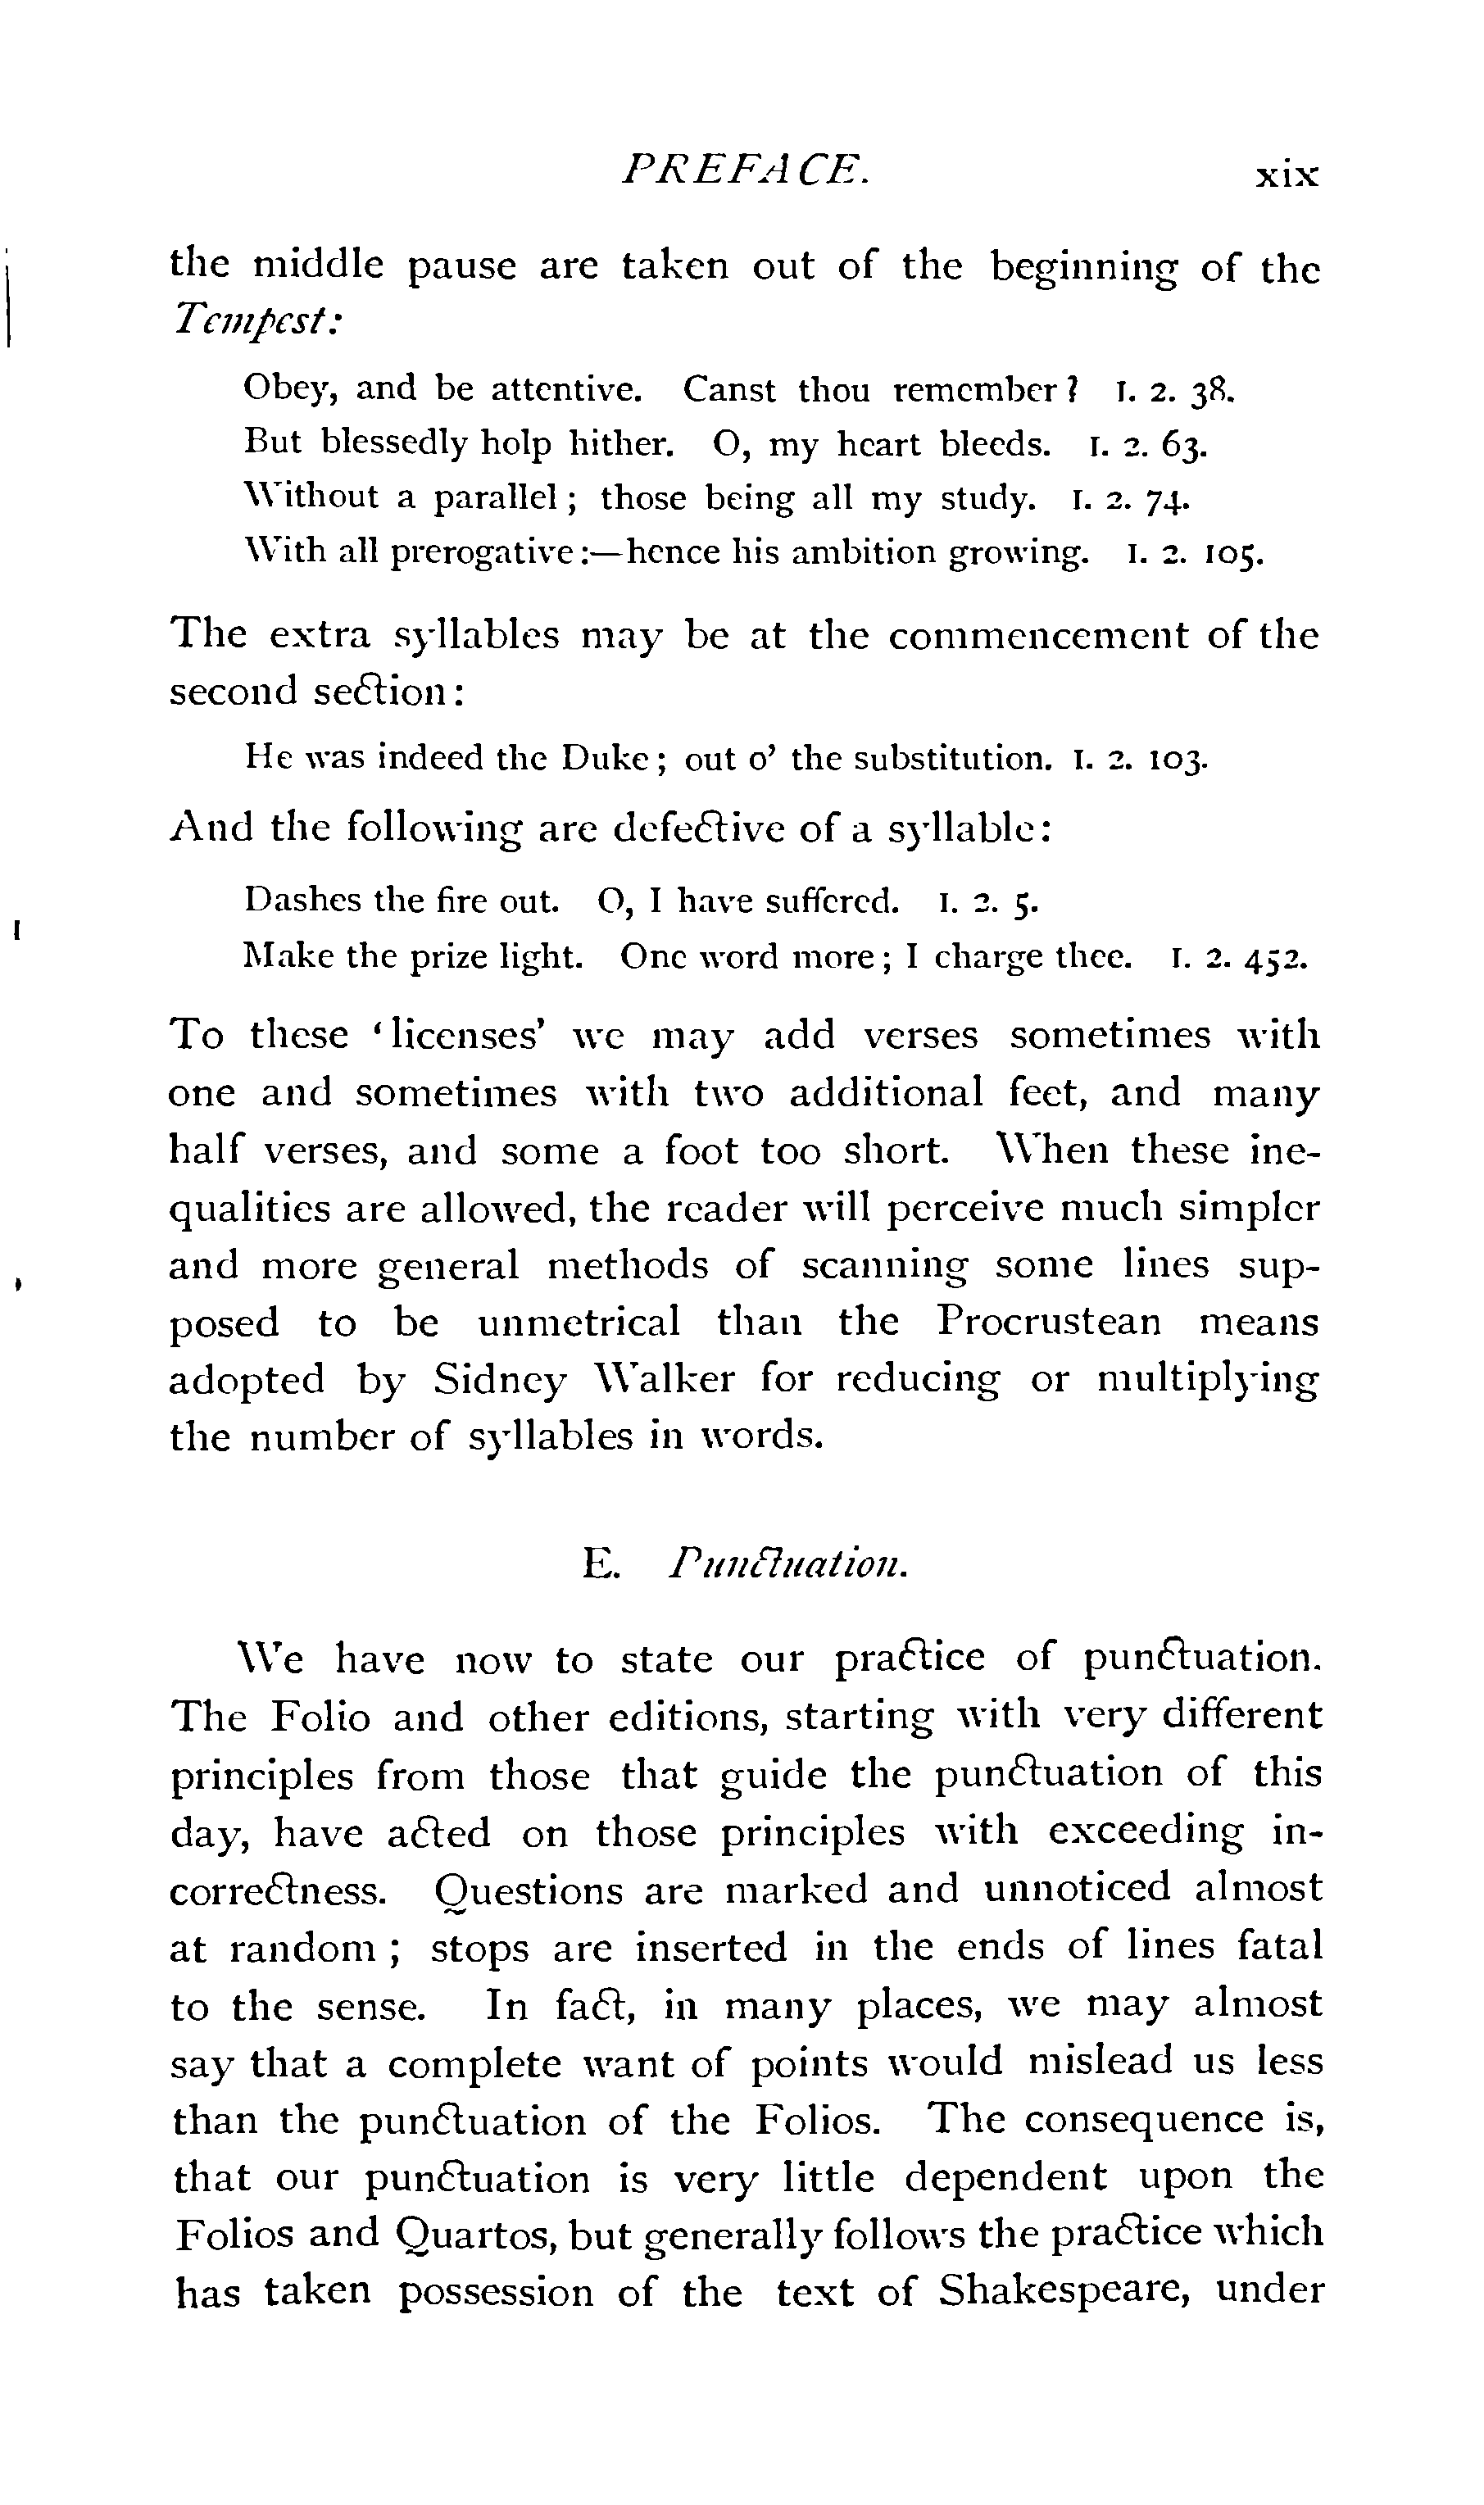 PREFACE. xix
the middle pause are taken out of the beginning of the
Tempest:
Obey, and be attentive. Canst thou remember? I. 2. 38.
But blessedly holp hither. O, my heart bleeds. I. 2. 63.
Without a parallel; those being all my study. I. 2. 74.
With all prerogative:—hence his ambition growing. I. 2. 105.
The extra syllables may be at the commencement of the
second section:
He was indeed the Duke; out o’ the substitution. I. 2. 103.
And the following are defective of a syllable:
Dashes the fire out. O, I have suffered. I. 2. 5.
Make the prize light. One word more; I charge thee. I. 2. 452.
To these ‘licenses’ we may add verses sometimes with
one and sometimes with two additional feet, and many
half verses, and some a foot too short. When these ine-
qualities are allowed, the reader will perceive much simpler
and more general methods of scanning some lines sup-
posed to be unmetrical than the Procrustean means
adopted by Sidney Walker for reducing or multiplying
the number of syllables in words.
E. Punctuation.
We have now to state our practice of punctuation.
The Folio and other editions, starting with very different
principles from those that guide the punctuation of this
day, have acted on those principles with exceeding in-
correctness. Questions are marked and unnoticed almost
at random; stops are inserted in the ends of lines fatal
to the sense. In fact, in many places, we may almost
say that a complete want of points would mislead us less
than the punctuation of the Folios. The consequence is,
that our punctuation is very little dependent upon the
Folios and Quartos, but generally follows the practice which
has taken possession of the text of Shakespeare, under